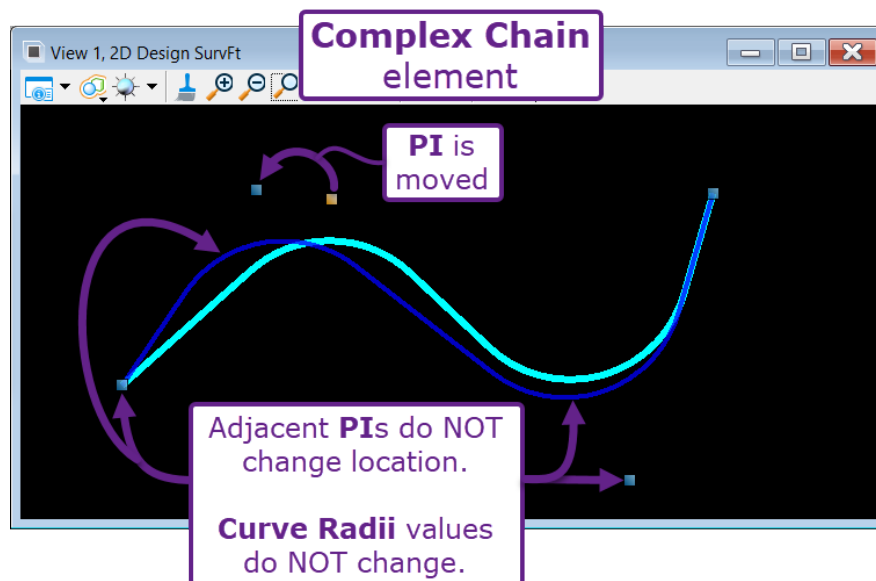 Complex Chain
element
View 1, 2D Design SurvFt
PI is
moved
Adjacent PIs do NOT
change location.
Curve Radii values
do NOT change.